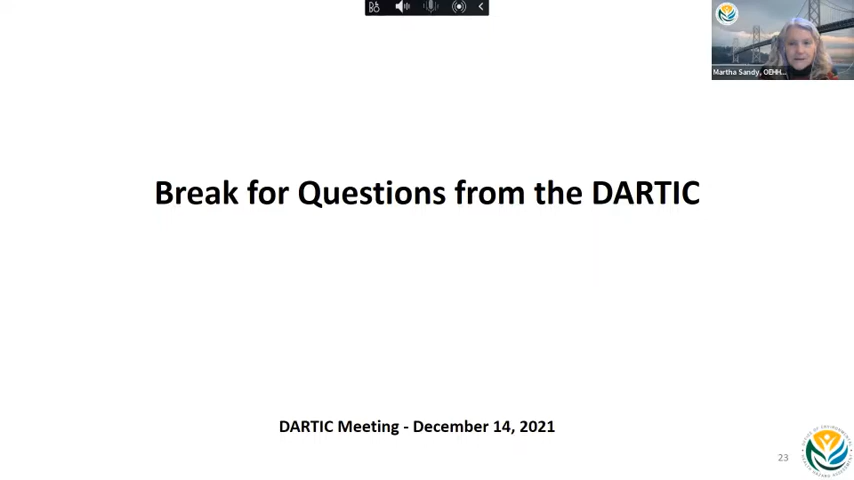 Martha Sandy, OEHH...
Break for Questions from the DARTIC
DARTIC Meeting - December 14, 2021
23